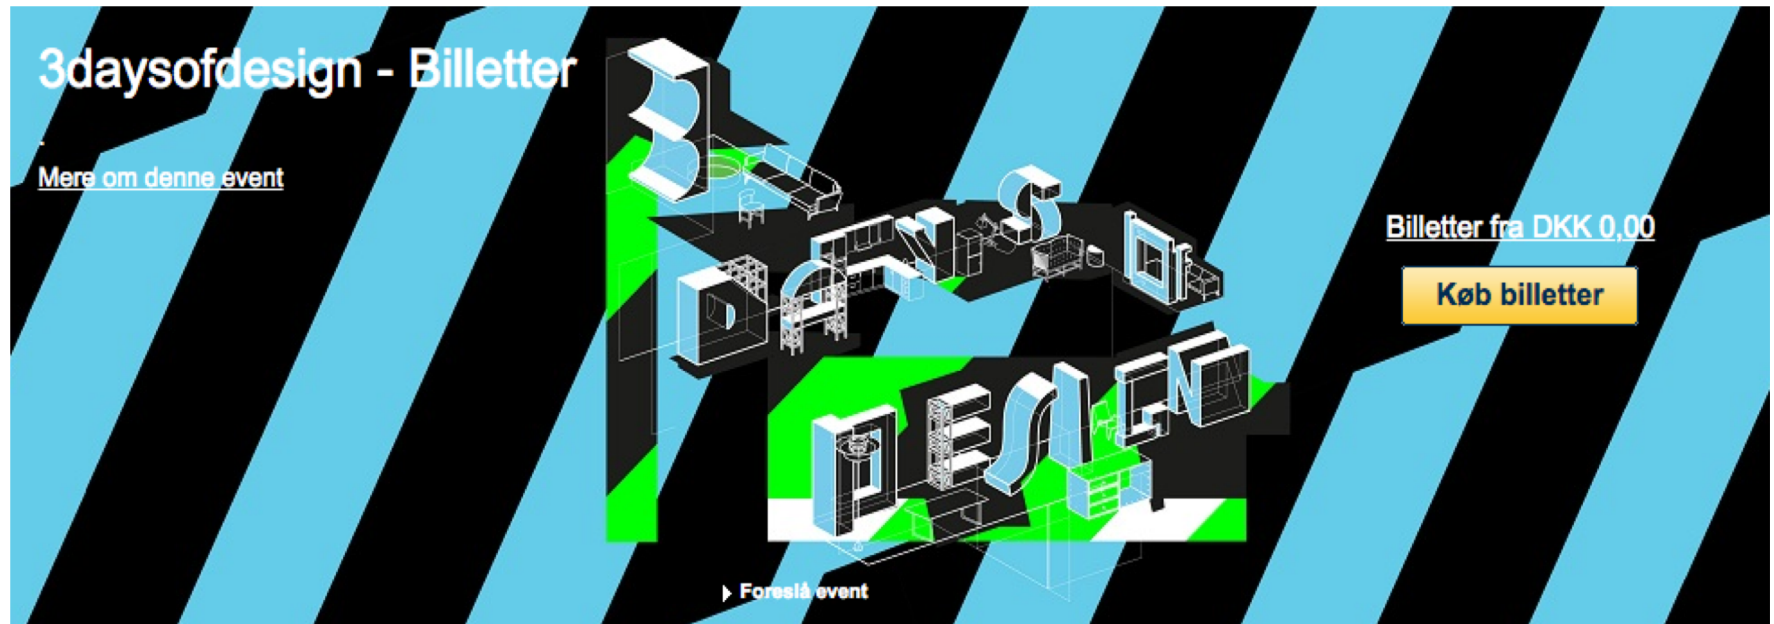 3daysofdesign - Billetter
.
Mere om denne event
3
DAYS OF
DESIGN
Billetter fra DKK 0,00
Køb billetter
Foreslå event